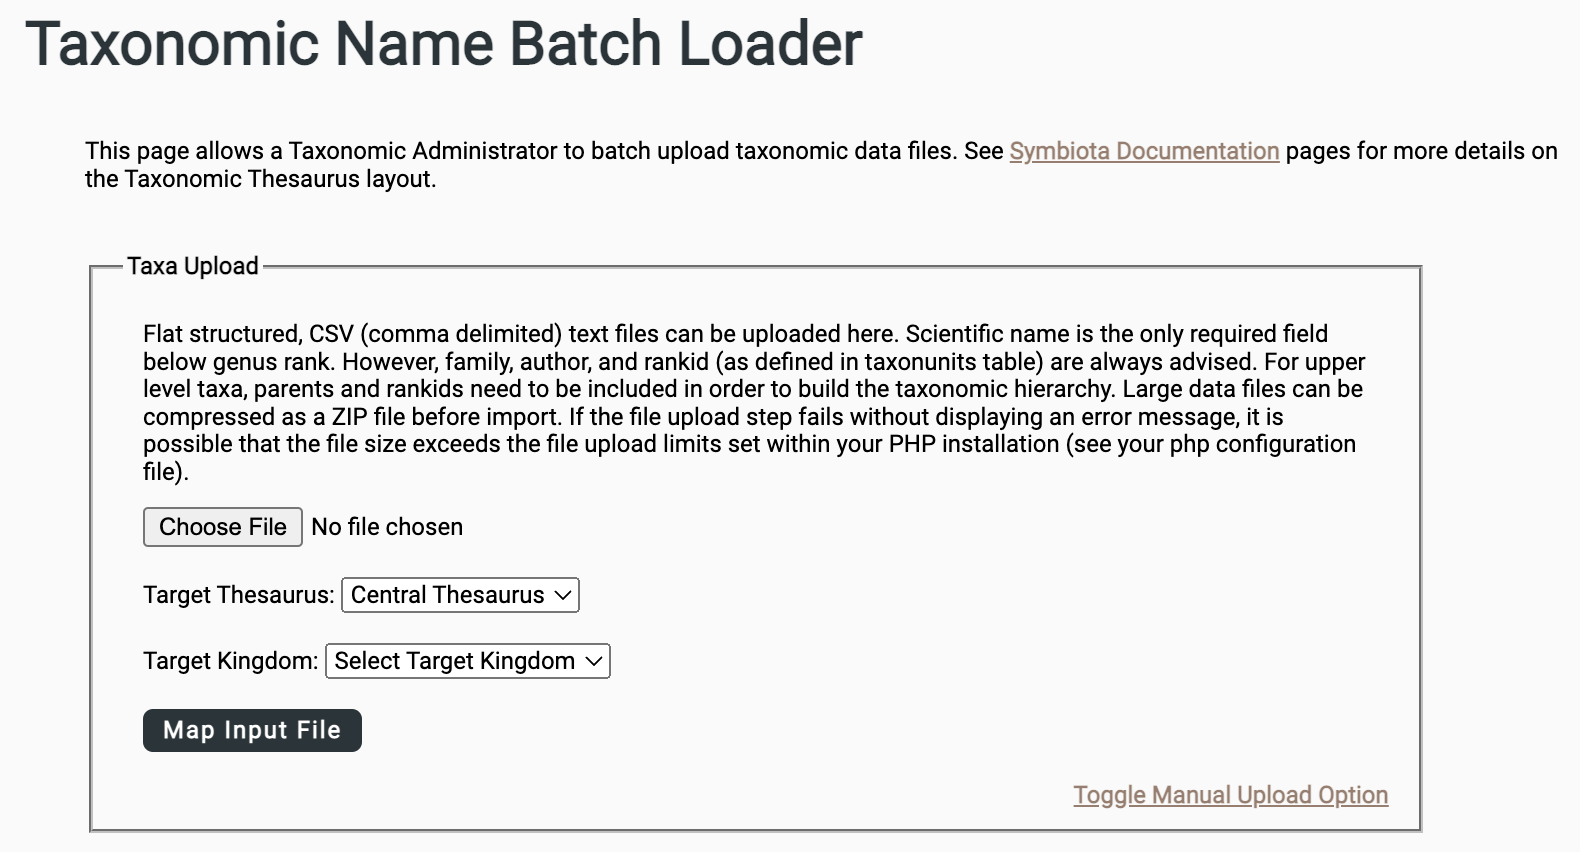 Taxonomic Name Batch Loader
This page allows a Taxonomic Administrator to batch upload taxonomic data files. See Symbiota Documentation pages for more details on
the Taxonomic Thesaurus layout.
Taxa Upload
Flat structured, CSV (comma delimited) text files can be uploaded here. Scientific name is the only required field
below genus rank. However, family, author, and rankid (as defined in taxonunits table) are always advised. For upper
level taxa, parents and rankids need to be included in order to build the taxonomic hierarchy. Large data files can be
compressed as a ZIP file before import. If the file upload step fails without displaying an error message, it is
possible that the file size exceeds the file upload limits set within your PHP installation (see your php configuration
file).
Choose File No file chosen
Target Thesaurus: Central Thesaurus
Target Kingdom: Select Target Kingdom
Map Input File
Toggle Manual Upload Option